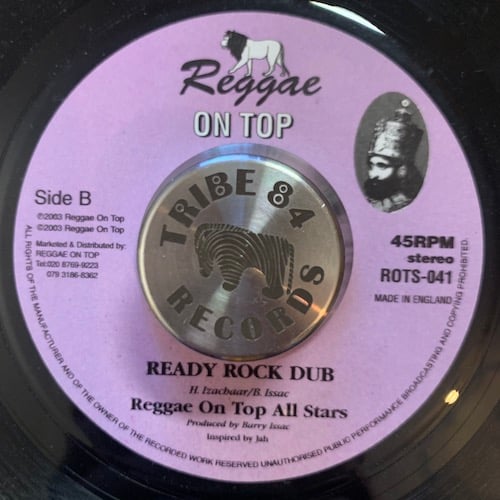 Reggae
ON TOP
Side B
℗2003 Reggae On Top
©2003 Reggae On Top
Marketed & Distributed by:
REGGAE ON TOP
Tel:020 8769-9223
079 3186-8362
45RPM
stereo
ROTS-041
MADE IN ENGLAND
TRIBE 84
RECORDS
READY ROCK DUB
H. Izachaar/B. Issac
Reggae On Top All Stars
Produced by Barry Issac
Inspired by Jah
ALL RIGHTS OF THE MANUFACTURER AND OF THE OWNER OF THE RECORDED WORK RESERVED UNAUTHORISED PUBLIC PERFORMANCE BROADCASTING AND COPYING PROHIBITED.